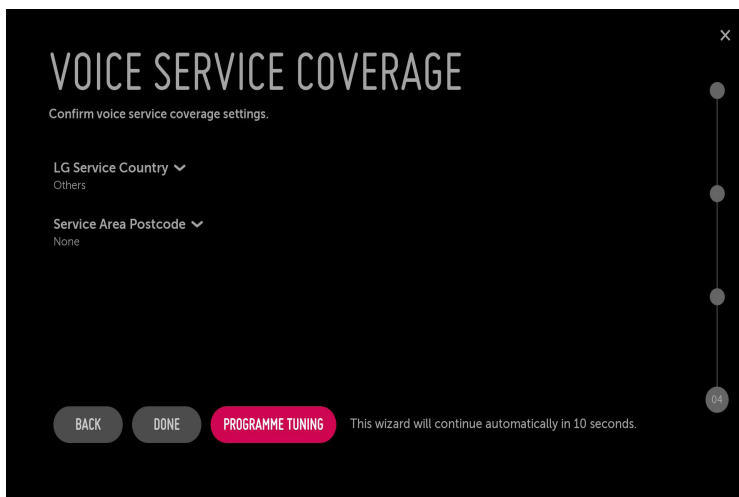 VOICE SERVICE COVERAGE
Confirm voice service coverage settings.
LG Service Country
Others
Service Area Postcode
None
04
BACK DONE PROGRAMME TUNING This wizard will continue automatically in 10 seconds.